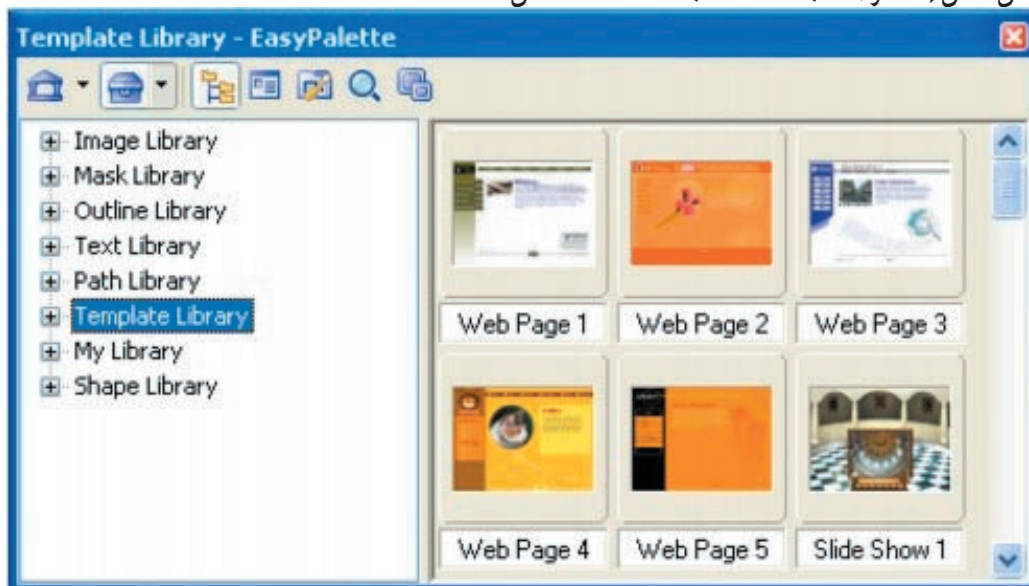 Template Library - EasyPalette
Image Library
Mask Library
Outline Library
Text Library
Path Library
Template Library
My Library
Shape Library
Web Page 1
Web Page 2
Web Page 3
Web Page 4
Web Page 5
Slide Show 1